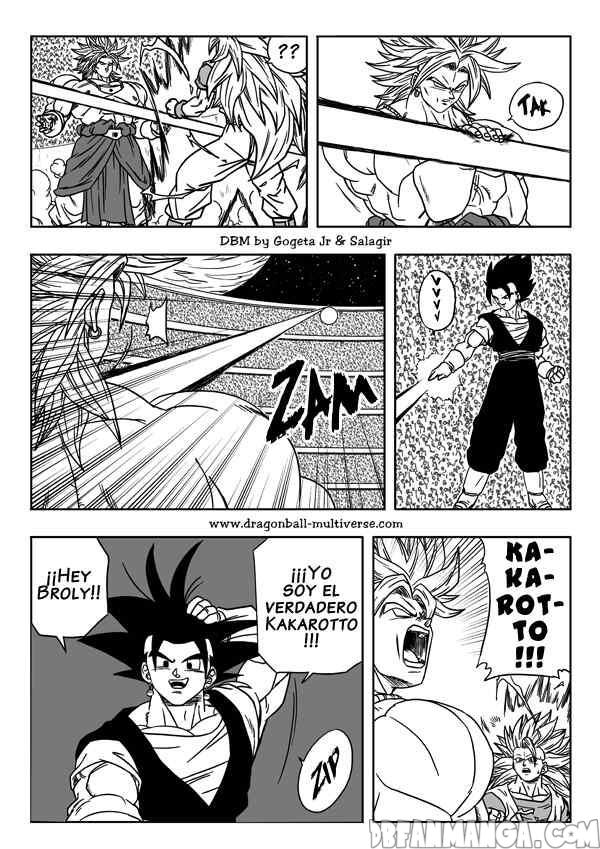 ??
TAK
DBM by Gogeta Jr & Salagir
ZAM
VVVVV
www.dragonball-multiverse.com
¡¡Hey
Broly!!
¡¡¡Yo
soy el
verdadero
Kakarotto
!!!
ZIP
KA-
KA-
ROT-
TO
!!!
DBFANMANGA.COM